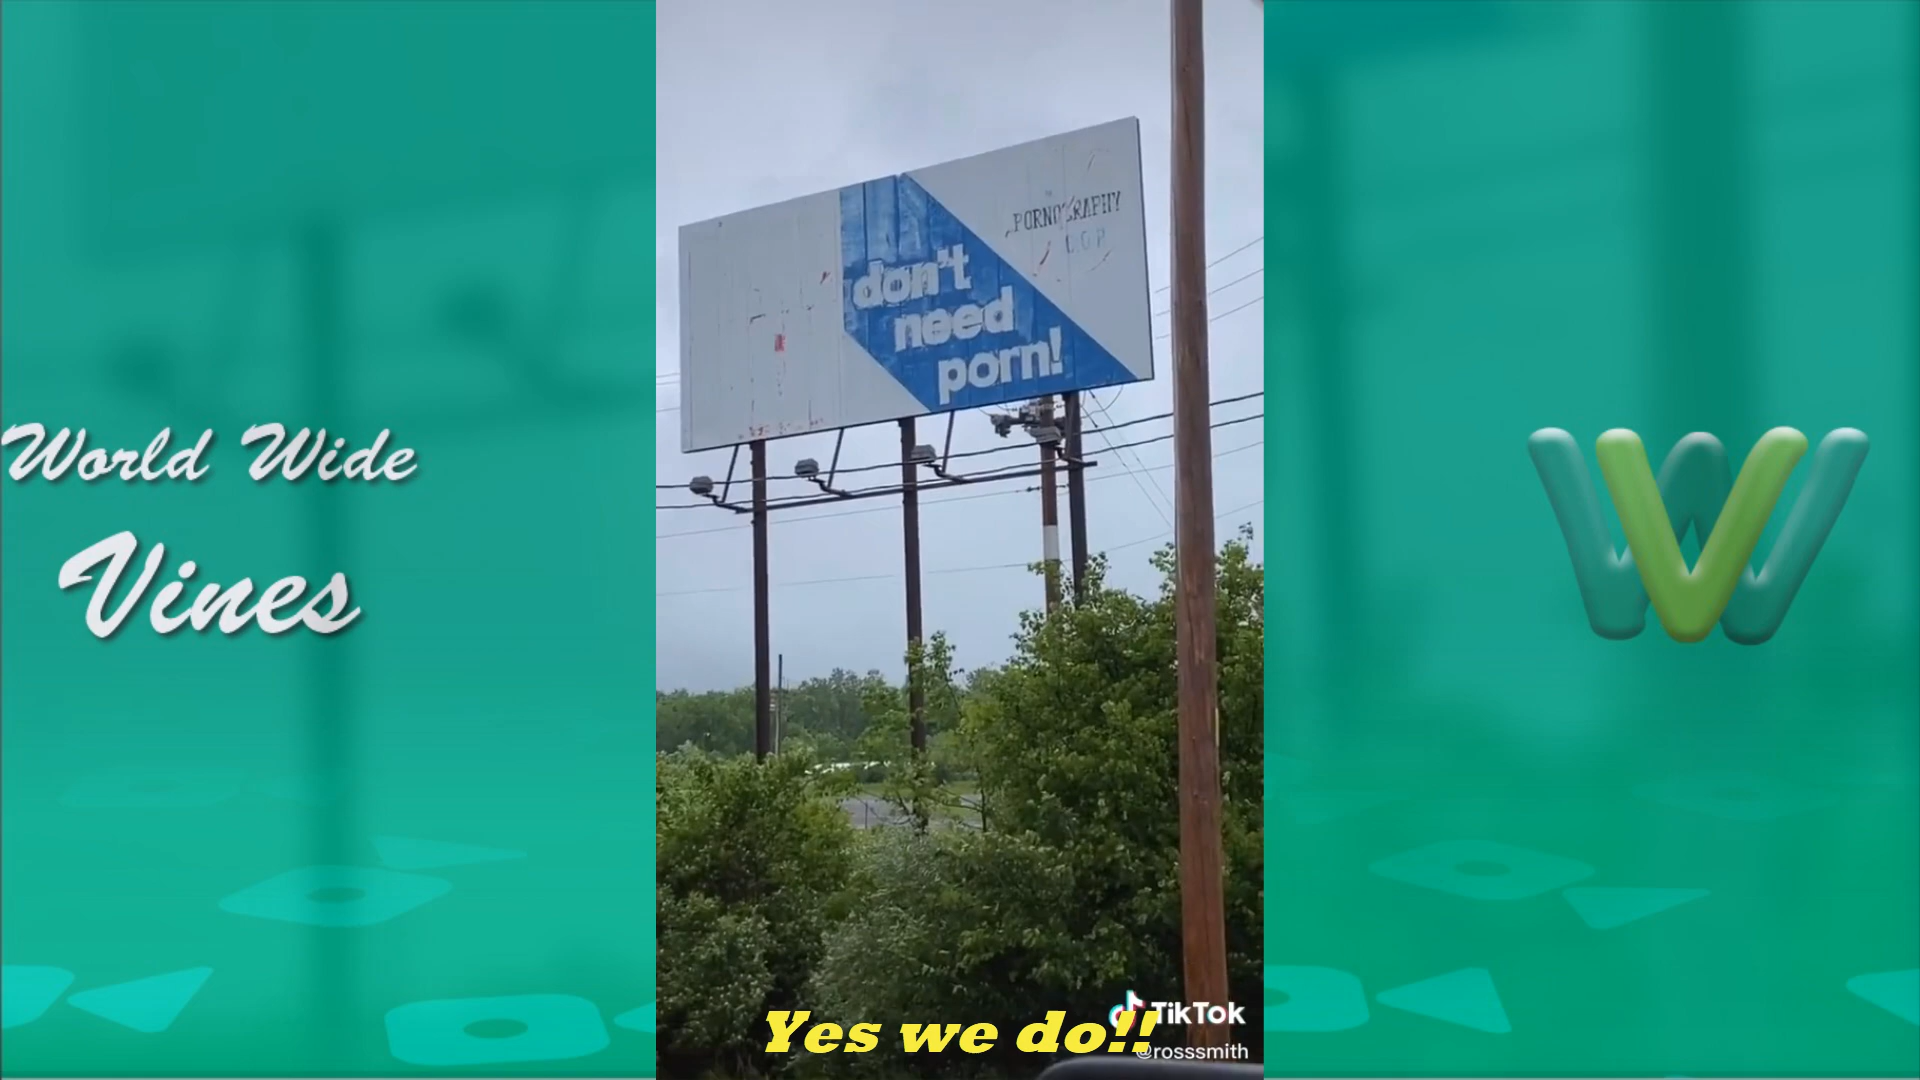 World Wide
Vines
PORNOGRAPHY
don't
need
porn!
Yes we do!!
TikTok
@rosssmith